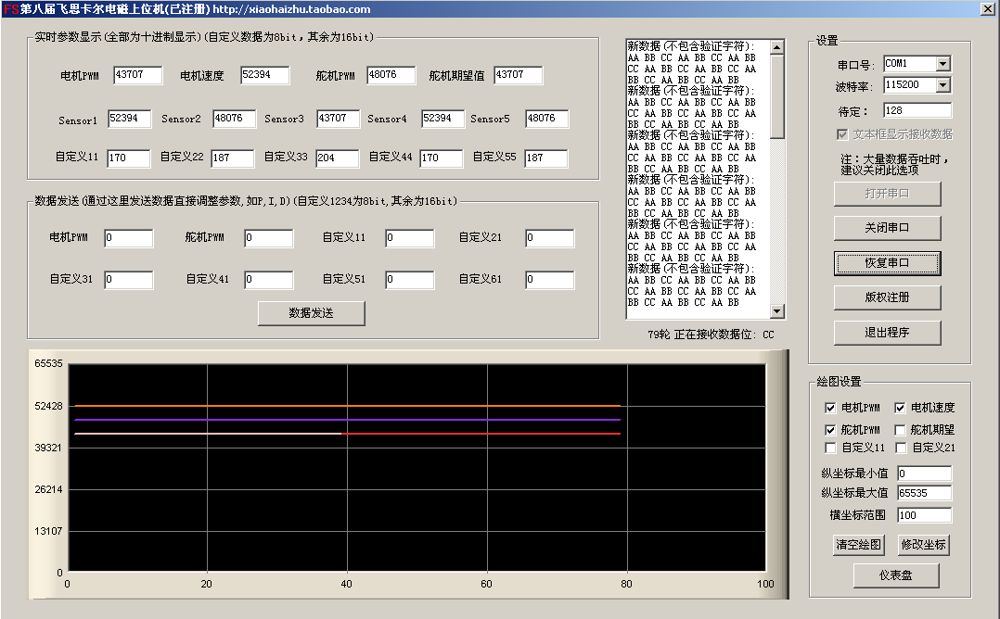 FS第八届飞思卡尔电磁上位机(已注册) http://xiaohaizhu.taobao.com
实时参数显示(全部为十进制显示)(自定义数据为8bit，其余为16bit)
电机PWM 43707 电机速度 52394 舵机PWM 48076 舵机期望值 43707
Sensor1 52394 Sensor2 48076 Sensor3 43707 Sensor4 52394 Sensor5 48076
自定义11 170 自定义22 187 自定义33 204 自定义44 170 自定义55 187
数据发送(通过这里发送数据直接调整参数,如P,I,D)(自定义1234为8bit,其余为16bit)
电机PWM 0 舵机PWM 0 自定义11 0 自定义21 0
自定义31 0 自定义41 0 自定义51 0 自定义61 0
数据发送
新数据(不包含验证字符):
AA BB CC AA BB CC AA BB
CC AA BB CC AA BB CC AA
BB CC AA BB CC AA BB
新数据(不包含验证字符):
AA BB CC AA BB CC AA BB
CC AA BB CC AA BB CC AA
BB CC AA BB CC AA BB
新数据(不包含验证字符):
AA BB CC AA BB CC AA BB
CC AA BB CC AA BB CC AA
BB CC AA BB CC AA BB
新数据(不包含验证字符):
AA BB CC AA BB CC AA BB
CC AA BB CC AA BB CC AA
BB CC AA BB CC AA BB
新数据(不包含验证字符):
AA BB CC AA BB CC AA BB
CC AA BB CC AA BB CC AA
BB CC AA BB CC AA BB
新数据(不包含验证字符):
AA BB CC AA BB CC AA BB
CC AA BB CC AA BB CC AA
BB CC AA BB CC AA BB
79轮 正在接收数据位: CC
设置
串口号: COM1
波特率: 115200
待定： 128
文本框显示接收数据
注：大量数据吞吐时，
建议关闭此选项
打开串口
关闭串口
恢复串口
版权注册
退出程序
65535
52428
39321
26214
13107
0
0 20 40 60 80 100
绘图设置
电机PWM 电机速度
舵机PWM 舵机期望
自定义11 自定义21
纵坐标最小值 0
纵坐标最大值 65535
横坐标范围 100
清空绘图 修改坐标
仪表盘